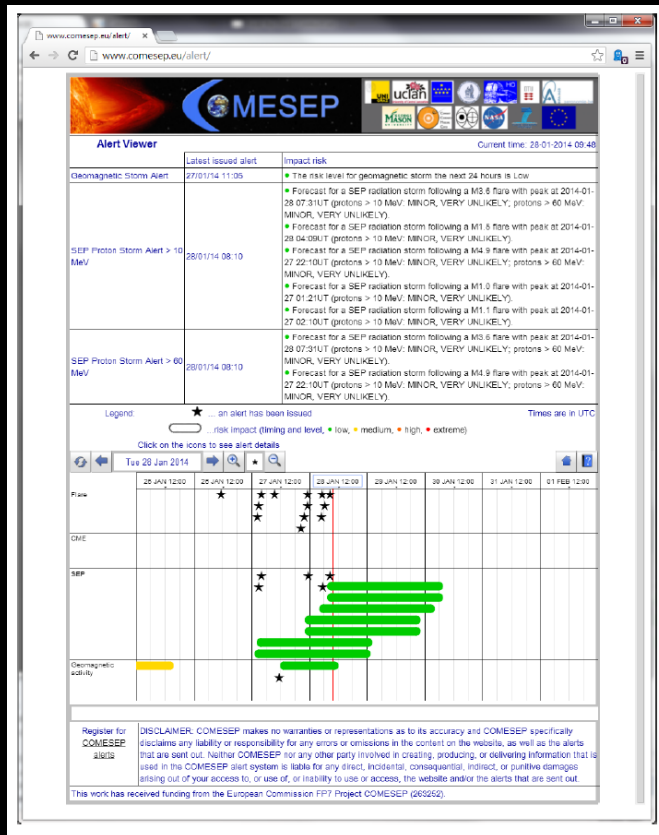 www.comesep.eu/alert/
www.comesep.eu/alert/
COMESEP
uclan
MASON
NASA
Alert Viewer
Current time: 28-01-2014 09:48
Latest issued alert
Impact risk
Geomagnetic Storm Alert
27/01/14 11:05
The risk level for geomagnetic storm the next 24 hours is Low
SEP Proton Storm Alert > 10
MeV
28/01/14 08:10
Forecast for a SEP radiation storm following a M3.6 flare with peak at 2014-01-
28 07:31UT (protons > 10 MeV: MINOR, VERY UNLIKELY; protons > 60 MeV:
MINOR, VERY UNLIKELY).
Forecast for a SEP radiation storm following a M1.5 flare with peak at 2014-01-
28 04:09UT (protons > 10 MeV: MINOR, VERY UNLIKELY).
Forecast for a SEP radiation storm following a M4.9 flare with peak at 2014-01-
27 22:10UT (protons > 10 MeV: MINOR, VERY UNLIKELY; protons > 60 MeV:
MINOR, VERY UNLIKELY).
Forecast for a SEP radiation storm following a M1.0 flare with peak at 2014-01-
27 01:21UT (protons > 10 MeV: MINOR, VERY UNLIKELY).
Forecast for a SEP radiation storm following a M1.1 flare with peak at 2014-01-
27 02:10UT (protons > 10 MeV: MINOR, VERY UNLIKELY).
SEP Proton Storm Alert > 60
MeV
28/01/14 08:10
Forecast for a SEP radiation storm following a M3.6 flare with peak at 2014-01-
28 07:31UT (protons > 10 MeV: MINOR, VERY UNLIKELY; protons > 60 MeV:
MINOR, VERY UNLIKELY).
Forecast for a SEP radiation storm following a M4.9 flare with peak at 2014-01-
27 22:10UT (protons > 10 MeV: MINOR, VERY UNLIKELY; protons > 60 MeV:
MINOR, VERY UNLIKELY).
Legend:
... an alert has been issued
Times are in UTC
...risk impact (timing and level, low, medium, high, extreme)
Click on the icons to see alert details
Tue 28 Jan 2014
25 JAN 12:00 26 JAN 12:00 27 JAN 12:00 28 JAN 12:00 29 JAN 12:00 30 JAN 12:00 31 JAN 12:00 01 FEB 12:00
Flare
CME
SEP
Geomagnetic
activity
Register for
COMESEP
alerts
DISCLAIMER: COMESEP makes no warranties or representations as to its accuracy and COMESEP specifically
disclaims any liability or responsibility for any errors or omissions in the content on the website, as well as the alerts
that are sent out. Neither COMESEP nor any other party involved in creating, producing, or delivering information that is
used in the COMESEP alert system is liable for any direct, incidental, consequential, indirect, or punitive damages
arising out of your access to, or use of, or inability to use or access, the website and/or the alerts that are sent out.
This work has received funding from the European Commission FP7 Project COMESEP (263252).